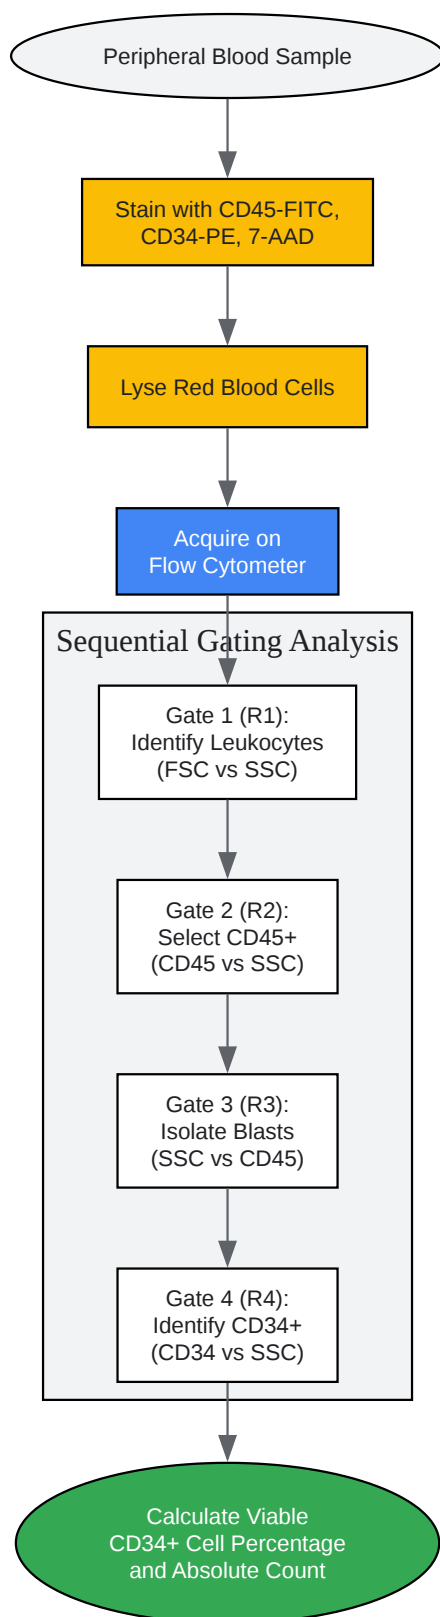 Peripheral Blood Sample
Stain with CD45-FITC,
CD34-PE, 7-AAD
Lyse Red Blood Cells
Acquire on
Flow Cytometer
Sequential Gating Analysis
Gate 1 (R1):
Identify Leukocytes
(FSC vs SSC)
Gate 2 (R2):
Select CD45+
(CD45 vs SSC)
Gate 3 (R3):
Isolate Blasts
(SSC vs CD45)
Gate 4 (R4):
Identify CD34+
(CD34 vs SSC)
Calculate Viable
CD34+ Cell Percentage
and Absolute Count